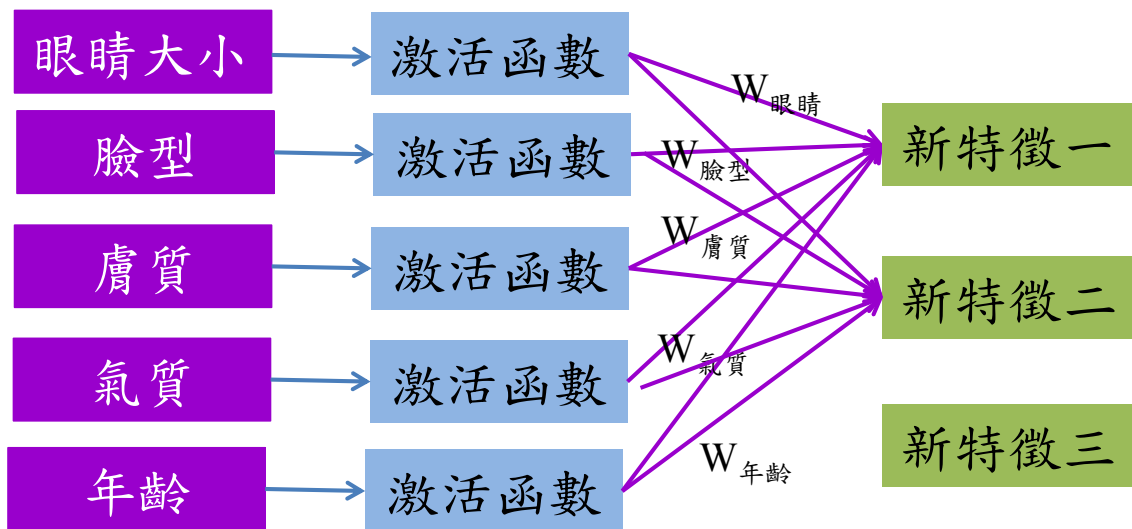 眼睛大小
激活函數
W眼睛
臉型
激活函數
W臉型
新特徵一
膚質
激活函數
W膚質
新特徵二
氣質
激活函數
W氣質
新特徵三
年齡
激活函數
W年齡